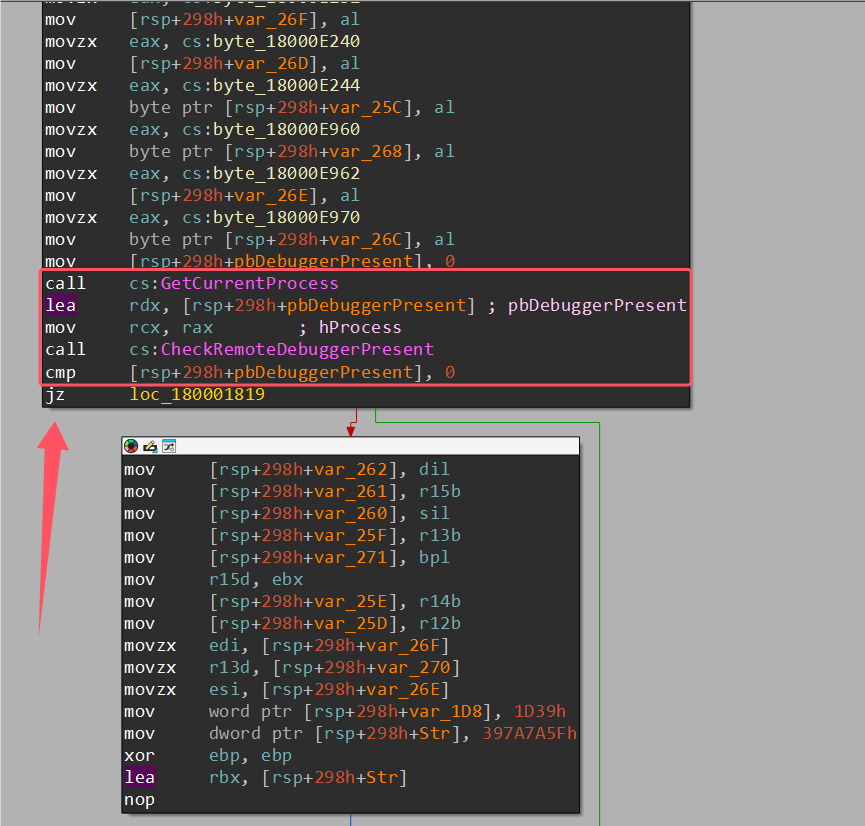 mov [rsp+298h+var_26F], al
movzx eax, cs:byte_18000E240
mov [rsp+298h+var_26D], al
movzx eax, cs:byte_18000E244
mov byte ptr [rsp+298h+var_25C], al
movzx eax, cs:byte_18000E960
mov byte ptr [rsp+298h+var_268], al
movzx eax, cs:byte_18000E962
mov [rsp+298h+var_26E], al
movzx eax, cs:byte_18000E970
mov byte ptr [rsp+298h+var_26C], al
mov [rsp+298h+pbDebuggerPresent], 0
call cs:GetCurrentProcess
lea rdx, [rsp+298h+pbDebuggerPresent] ; pbDebuggerPresent
mov rcx, rax ; hProcess
call cs:CheckRemoteDebuggerPresent
cmp [rsp+298h+pbDebuggerPresent], 0
jz loc_180001819
mov [rsp+298h+var_262], dil
mov [rsp+298h+var_261], r15b
mov [rsp+298h+var_260], sil
mov [rsp+298h+var_25F], r13b
mov [rsp+298h+var_271], bpl
mov r15d, ebx
mov [rsp+298h+var_25E], r14b
mov [rsp+298h+var_25D], r12b
movzx edi, [rsp+298h+var_26F]
movzx r13d, [rsp+298h+var_270]
movzx esi, [rsp+298h+var_26E]
mov word ptr [rsp+298h+var_1D8], 1D39h
mov dword ptr [rsp+298h+Str], 397A7A5Fh
xor ebp, ebp
lea rbx, [rsp+298h+Str]
nop